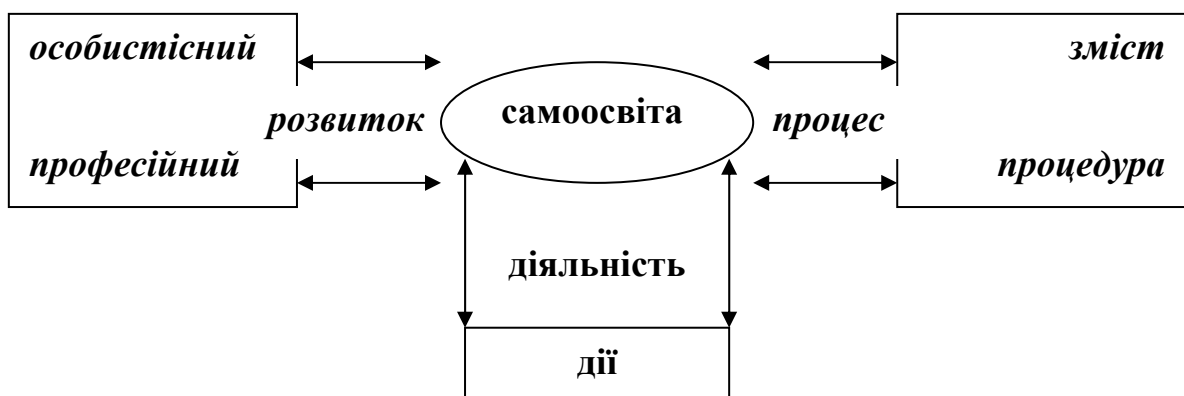 особистісний зміст
самоосвіта
розвиток процес
професійний процедура
діяльність
дії